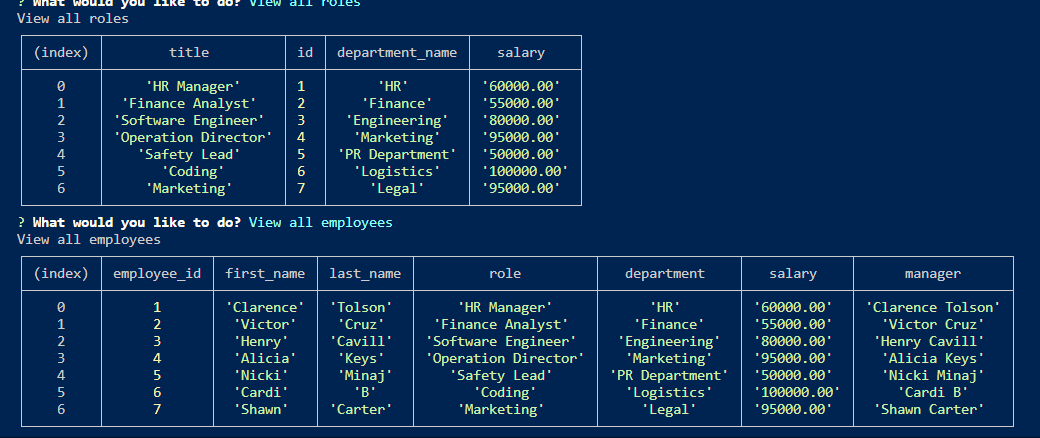 ? What would you like to do? View all roles
View all roles
(index) title id department_name salary
0 'HR Manager' 1 'HR' '60000.00'
1 'Finance Analyst' 2 'Finance' '55000.00'
2 'Software Engineer' 3 'Engineering' '80000.00'
3 'Operation Director' 4 'Marketing' '95000.00'
4 'Safety Lead' 5 'PR Department' '50000.00'
5 'Coding' 6 'Logistics' '100000.00'
6 'Marketing' 7 'Legal' '95000.00'
? What would you like to do? View all employees
View all employees
(index) employee_id first_name last_name role department salary manager
0 1 'Clarence' 'Tolson' 'HR Manager' 'HR' '60000.00' 'Clarence Tolson'
1 2 'Victor' 'Cruz' 'Finance Analyst' 'Finance' '55000.00' 'Victor Cruz'
2 3 'Henry' 'Cavill' 'Software Engineer' 'Engineering' '80000.00' 'Henry Cavill'
3 4 'Alicia' 'Keys' 'Operation Director' 'Marketing' '95000.00' 'Alicia Keys'
4 5 'Nicki' 'Minaj' 'Safety Lead' 'PR Department' '50000.00' 'Nicki Minaj'
5 6 'Cardi' 'B' 'Coding' 'Logistics' '100000.00' 'Cardi B'
6 7 'Shawn' 'Carter' 'Marketing' 'Legal' '95000.00' 'Shawn Carter'